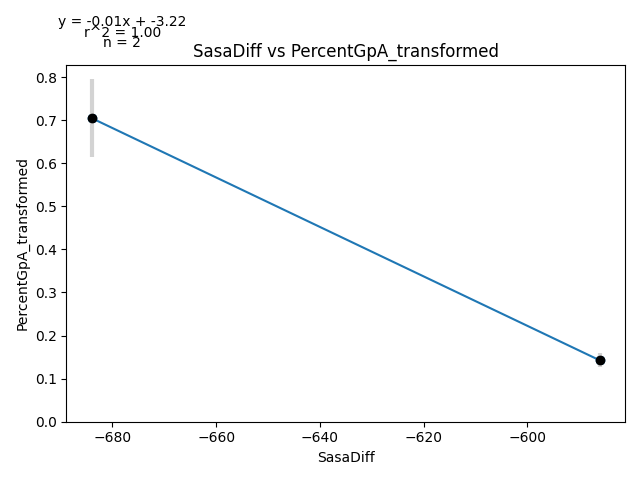 y = -0.01x + -3.22
r^2 = 1.00
n = 2
SasaDiff vs PercentGpA_transformed
0.8
0.7
0.6
0.5
0.4
0.3
0.2
0.1
0.0
PercentGpA_transformed
−680 −660 −640 −620 −600
SasaDiff